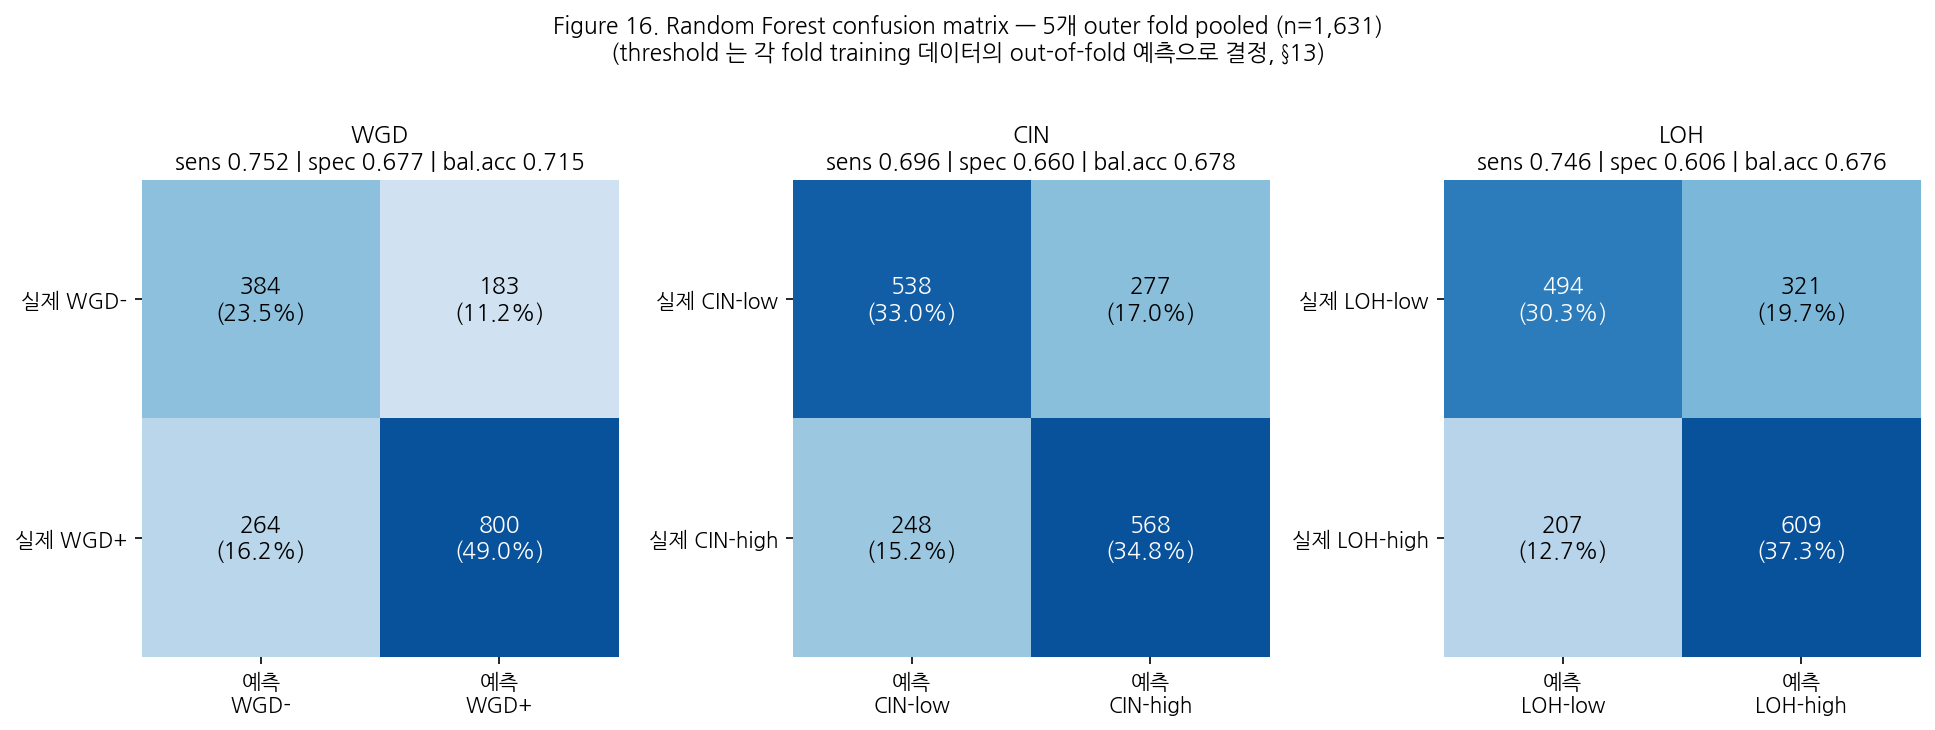 Figure 16. Random Forest confusion matrix — 5개 outer fold pooled (n=1,631)
(threshold 는 각 fold training 데이터의 out-of-fold 예측으로 결정, §13)
WGD
sens 0.752 | spec 0.677 | bal.acc 0.715
실제 WGD-
384
(23.5%)
183
(11.2%)
실제 WGD+
264
(16.2%)
800
(49.0%)
예측
WGD-
예측
WGD+
CIN
sens 0.696 | spec 0.660 | bal.acc 0.678
실제 CIN-low
538
(33.0%)
277
(17.0%)
실제 CIN-high
248
(15.2%)
568
(34.8%)
예측
CIN-low
예측
CIN-high
LOH
sens 0.746 | spec 0.606 | bal.acc 0.676
실제 LOH-low
494
(30.3%)
321
(19.7%)
실제 LOH-high
207
(12.7%)
609
(37.3%)
예측
LOH-low
예측
LOH-high